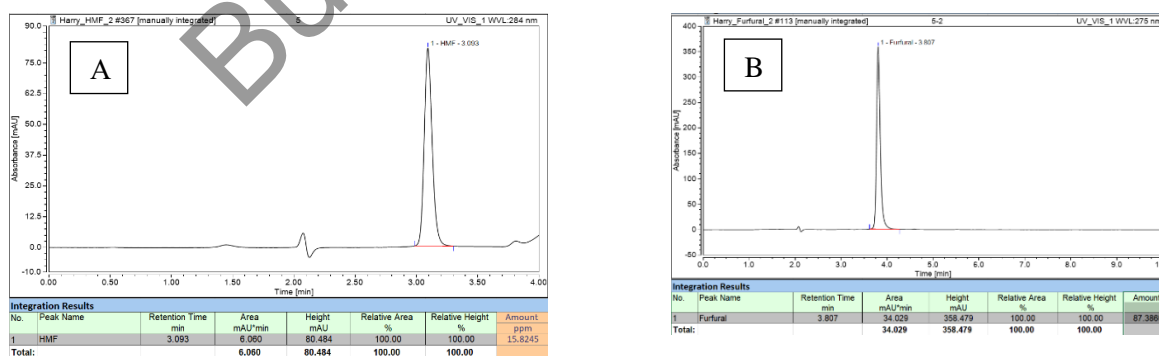 Harry_HMF_2 #367 [manually integrated]
5
UV_VIS_1 WVL:284 nm
90.0
75.0
62.5
50.0
37.5
25.0
12.5
0.0
-10.0
Absorbance [mAU]
A
1 - HMF - 3.093
0.00 0.50 1.00 1.50 2.00 2.50 3.00 3.50 4.00
Time [min]
Integration Results
No. Peak Name Retention Time Area Height Relative Area Relative Height Amount
min mAU*min mAU % % ppm
1 HMF 3.093 6.060 80.484 100.00 100.00 15.8245
Total: 6.060 80.484 100.00 100.00
Harry_Furfural_2 #113 [manually integrated]
5-2
UV_VIS_1 WVL:275 nm
400
350
300
250
200
150
100
50
0
-50
Absorbance [mAU]
B
1 - Furfural - 3.807
0.0 1.0 2.0 3.0 4.0 5.0 6.0 7.0 8.0 9.0
Time [min]
Integration Results
No. Peak Name Retention Time Area Height Relative Area Relative Height Amount
min mAU*min mAU % %
1 Furfural 3.807 34.029 358.479 100.00 100.00
Total: 34.029 358.479 100.00 100.00
Bu